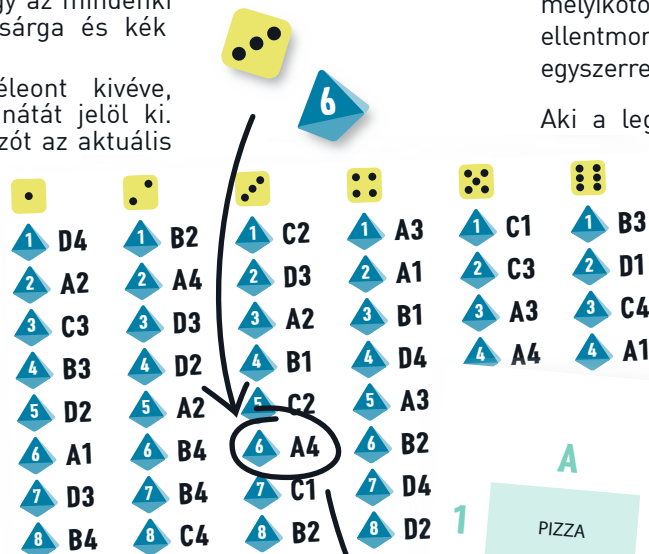 gy az mindenki
sárga és kék
éleont kivéve,
nátát jelöl ki.
zót az aktuális
ellentmon
egyszerre
Aki a leg
6
1 D4 1 B2 1 C2 1 A3 1 C1 1 B3
2 A2 2 A4 2 D3 2 A1 2 C3 2 D1
3 C3 3 D3 3 A2 3 B1 3 A3 3 C4
4 B3 4 D2 4 B1 4 D4 4 A4 4 A1
5 D2 5 A2 5 C2 5 A3
6 A1 6 B4 6 A4 6 B2
7 D3 7 B4 7 C1 7 D4
8 B4 8 C4 8 B2 8 D2
A
1 PIZZA